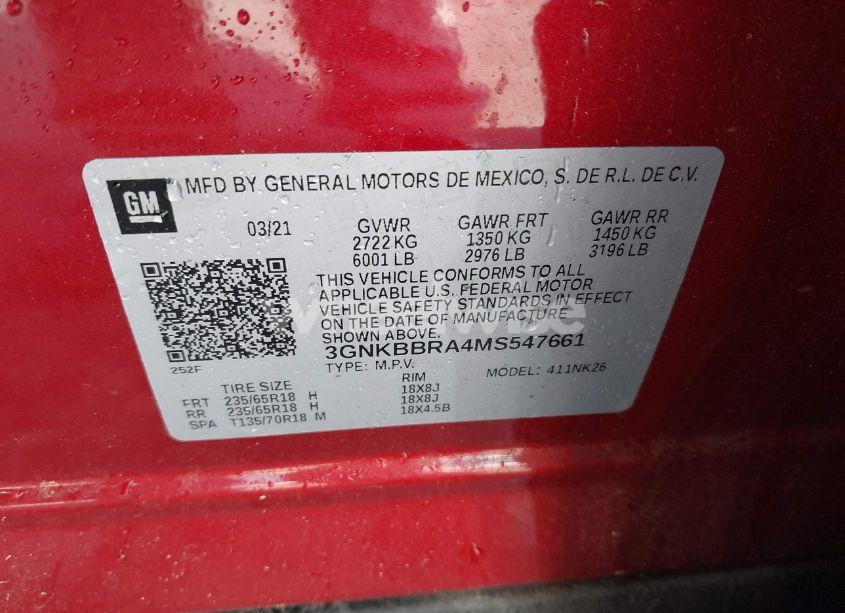 GM
MFD BY GENERAL MOTORS DE MEXICO, S. DE R.L. DE C.V.
03/21 GVWR GAWR FRT GAWR RR
2722 KG 1350 KG 1450 KG
6001 LB 2976 LB 3196 LB
THIS VEHICLE CONFORMS TO ALL
APPLICABLE U.S. FEDERAL MOTOR
VEHICLE SAFETY STANDARDS IN EFFECT
ON THE DATE OF MANUFACTURE
SHOWN ABOVE.
3GNKBBRA4MS547661
252F
TYPE: M.P.V. MODEL: 411NK26
TIRE SIZE RIM
FRT 235/65R18 H 18X8J
RR 235/65R18 H 18X8J
SPA T135/70R18 M 18X4.5B